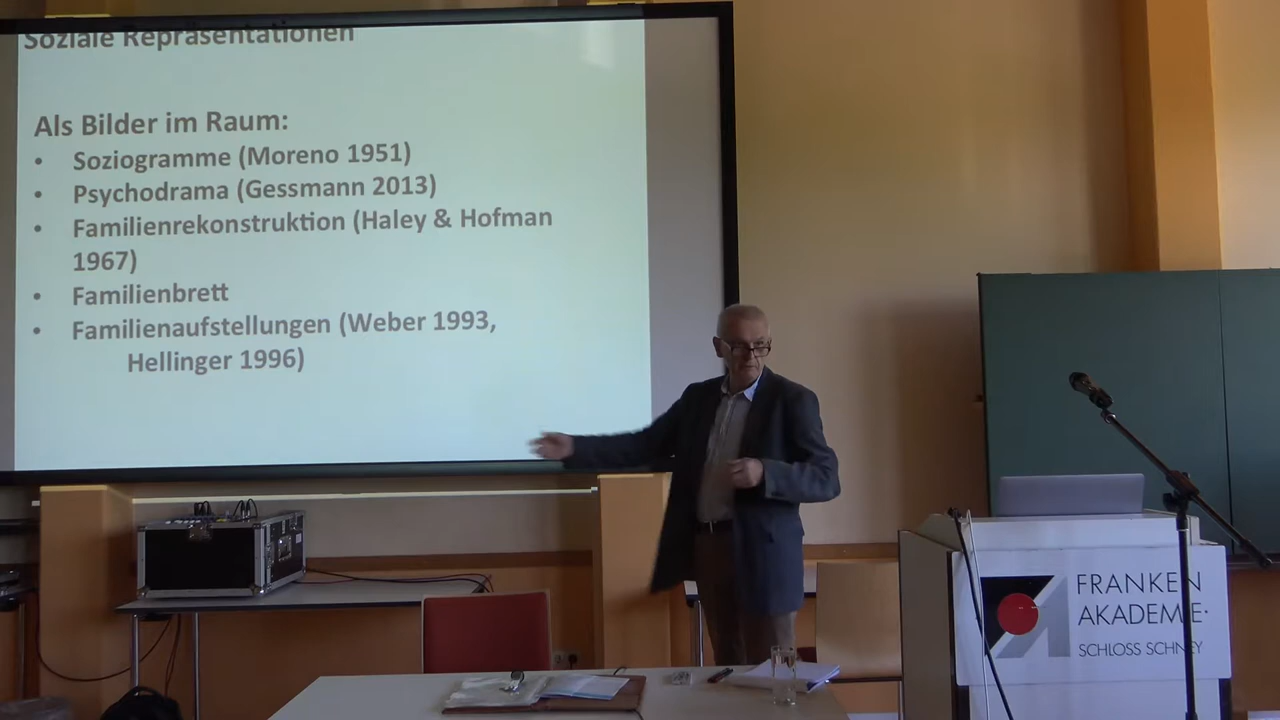 Soziale Repräsentationen
Als Bilder im Raum:
• Soziogramme (Moreno 1951)
• Psychodrama (Gessmann 2013)
• Familienrekonstruktion (Haley & Hofman
1967)
• Familienbrett
• Familienaufstellungen (Weber 1993,
Hellinger 1996)
FRANKEN
AKADEMIE·
SCHLOSS SCHNEY